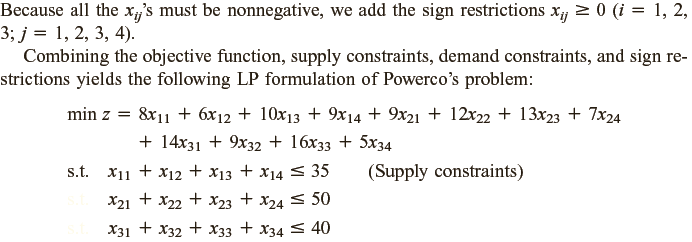 Because all the xᵢⱼ's must be nonnegative, we add the sign restrictions xᵢⱼ ≥ 0 (i = 1, 2,
3; j = 1, 2, 3, 4).
Combining the objective function, supply constraints, demand constraints, and sign re-
strictions yields the following LP formulation of Powerco's problem:
min z = 8x₁₁ + 6x₁₂ + 10x₁₃ + 9x₁₄ + 9x₂₁ + 12x₂₂ + 13x₂₃ + 7x₂₄
+ 14x₃₁ + 9x₃₂ + 16x₃₃ + 5x₃₄
s.t. x₁₁ + x₁₂ + x₁₃ + x₁₄ ≤ 35 (Supply constraints)
x₂₁ + x₂₂ + x₂₃ + x₂₄ ≤ 50
x₃₁ + x₃₂ + x₃₃ + x₃₄ ≤ 40